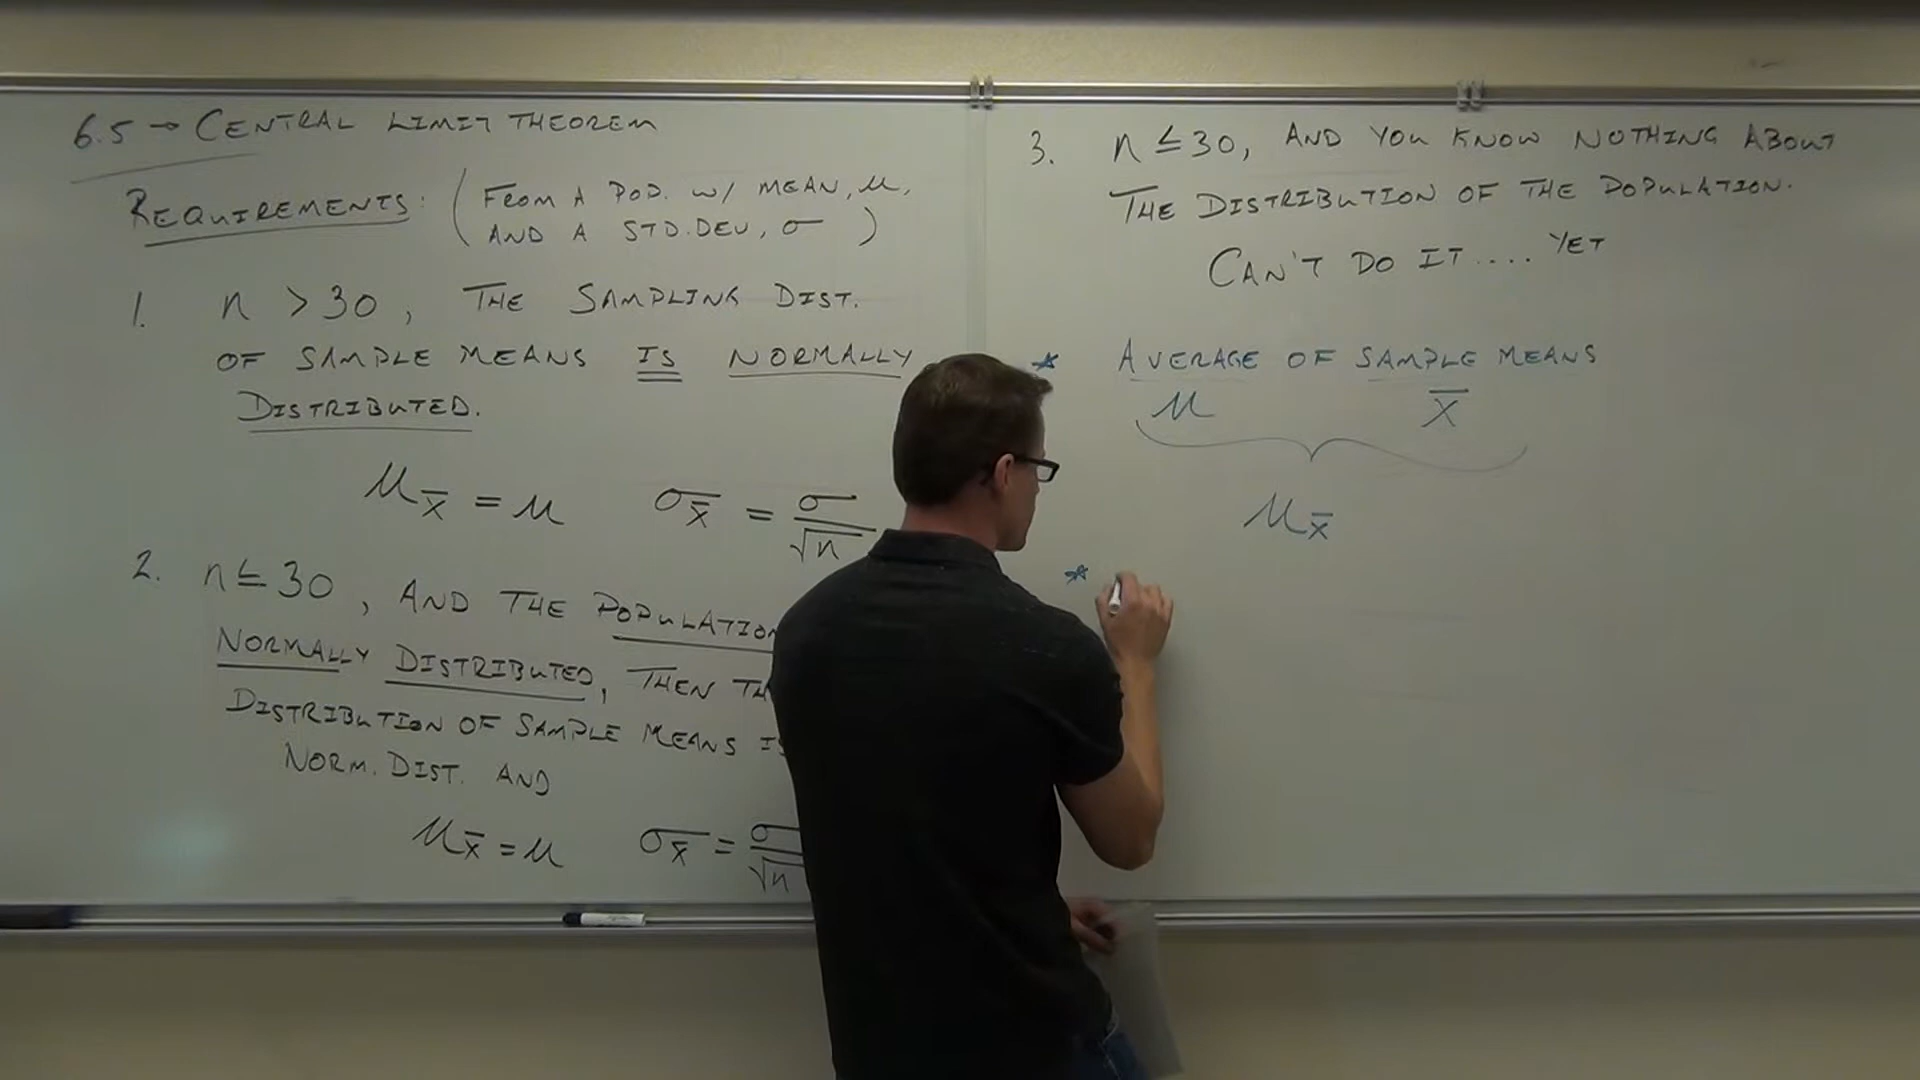 6.5 → CENTRAL LIMIT THEOREM
REQUIREMENTS: (FROM A POP. W/ MEAN, μ,
AND A STD.DEV, σ)
1. n > 30, THE SAMPLING DIST.
OF SAMPLE MEANS IS NORMALLY
DISTRIBUTED.
μx̄ = μ σx̄ = σ/√n
2. n ≤ 30, AND THE POPULATION
NORMALLY DISTRIBUTED, THEN
DISTRIBUTION OF SAMPLE MEANS IS
NORM. DIST. AND
μx̄ = μ σx̄ = σ/√n
3. n ≤ 30, AND YOU KNOW NOTHING ABOUT
THE DISTRIBUTION OF THE POPULATION.
CAN'T DO IT.... YET
* AVERAGE OF SAMPLE MEANS
μ x̄
μx̄
*